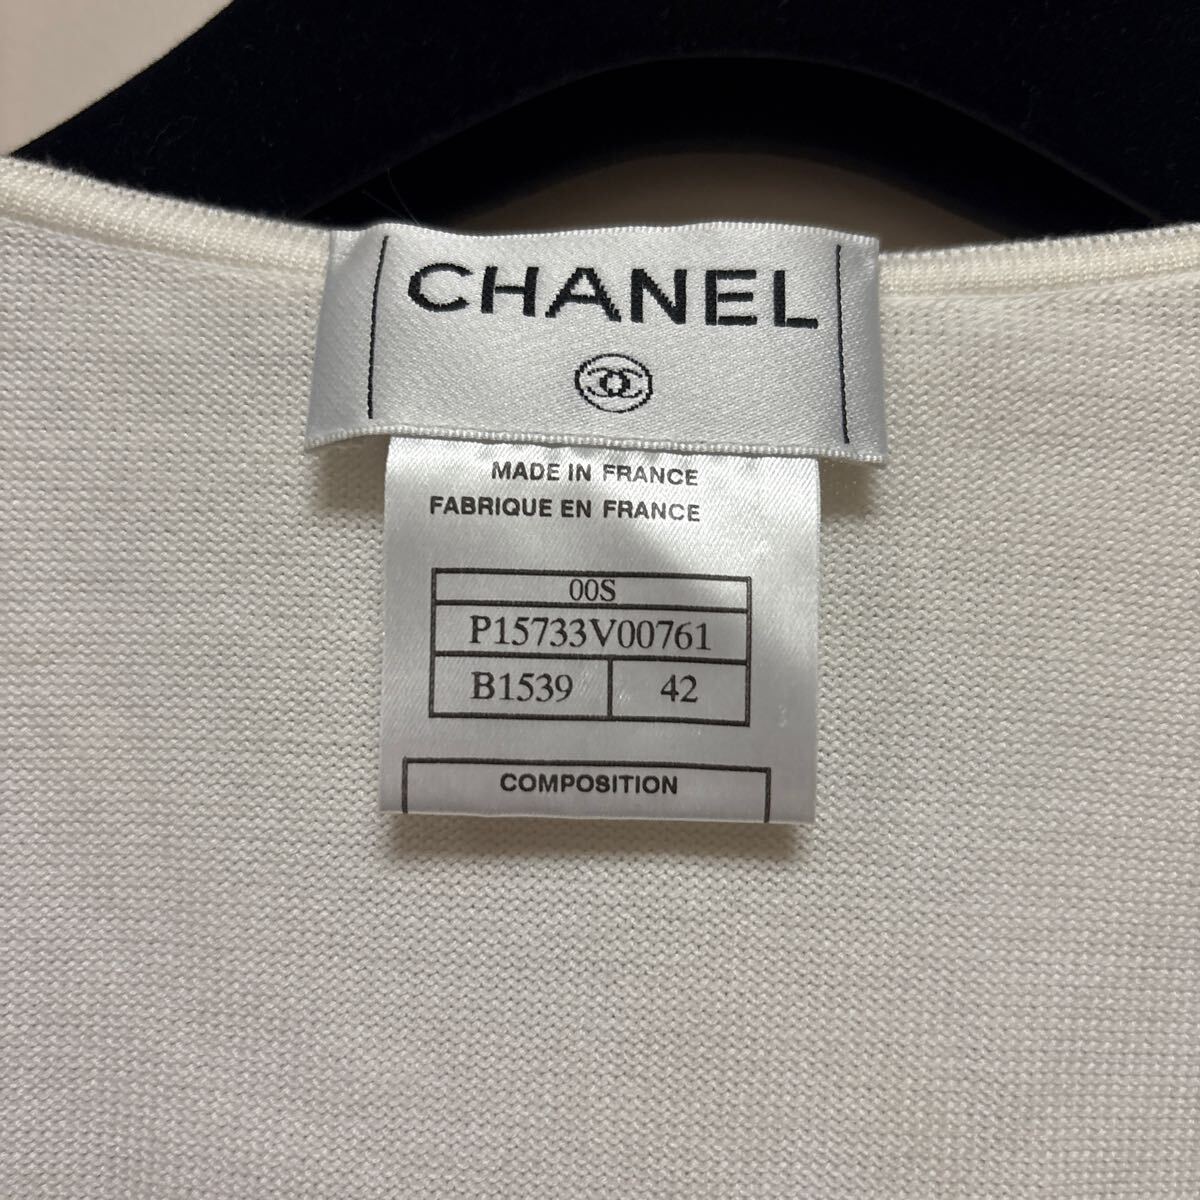 CHANEL
MADE IN FRANCE
FABRIQUE EN FRANCE
00S
P15733V00761
B1539 42
COMPOSITION